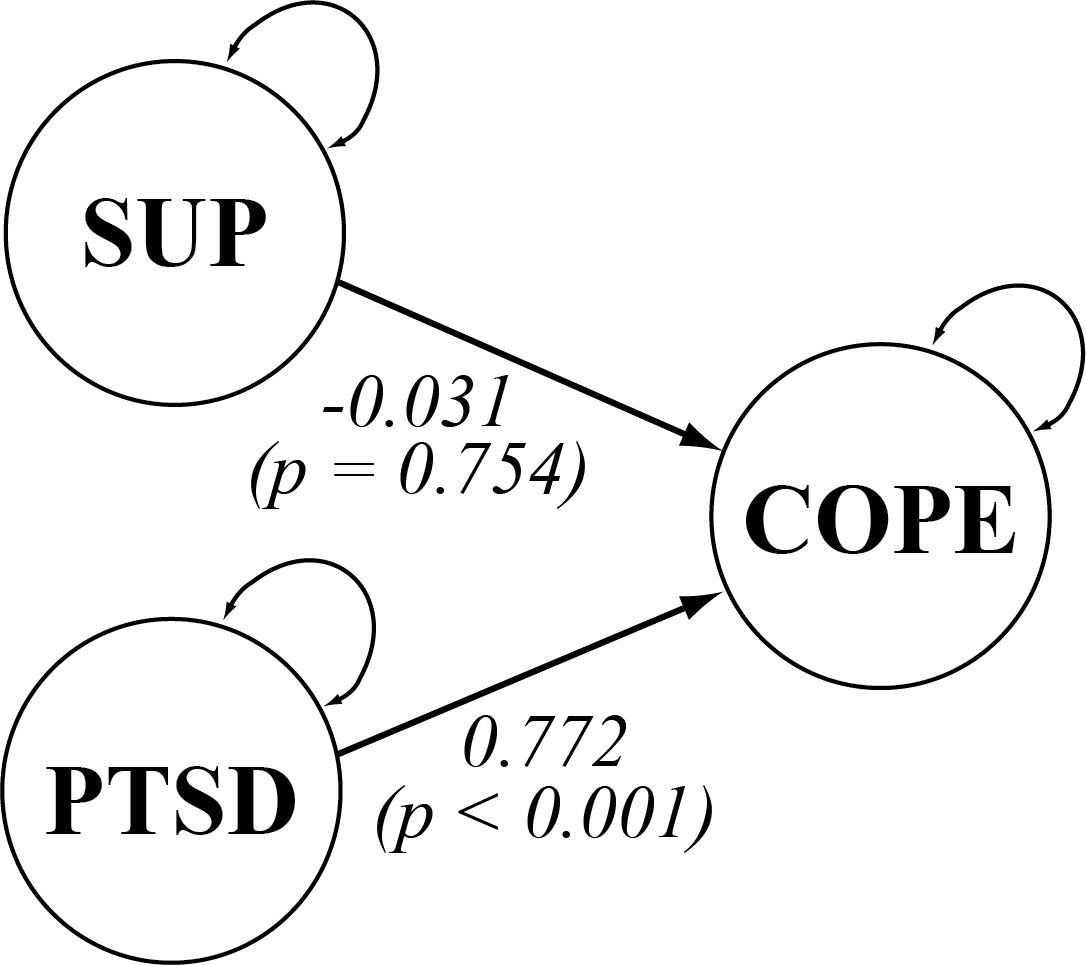 SUP
-0.031
(p = 0.754)
COPE
PTSD
0.772
(p < 0.001)